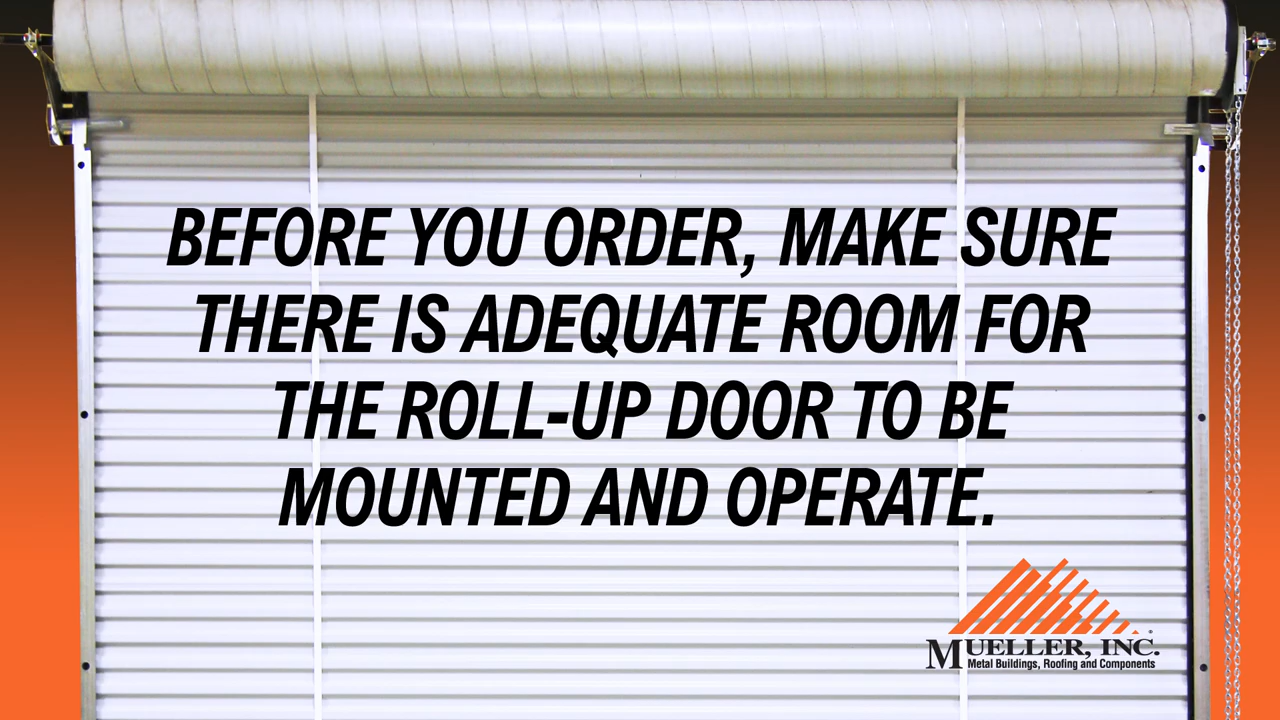 BEFORE YOU ORDER, MAKE SURE
THERE IS ADEQUATE ROOM FOR
THE ROLL-UP DOOR TO BE
MOUNTED AND OPERATE.
MUELLER, INC.
Metal Buildings, Roofing and Components